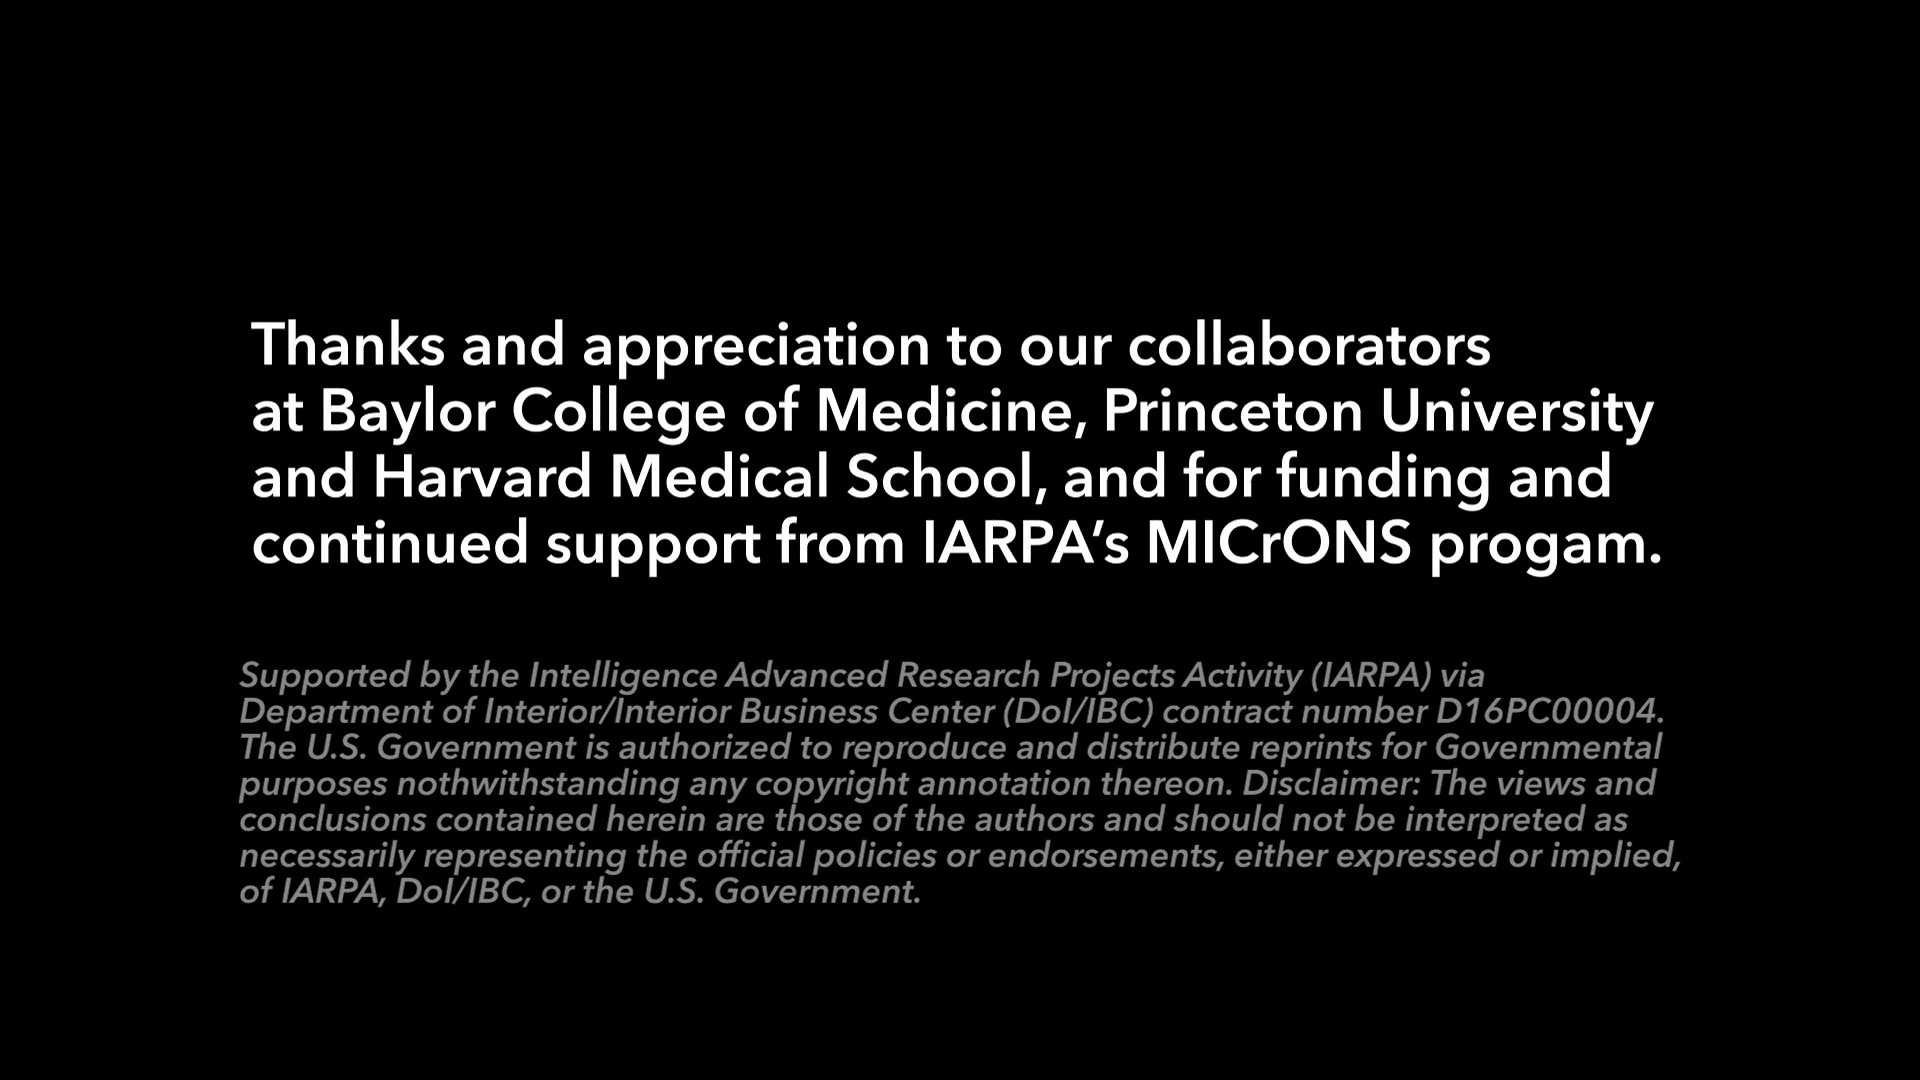 Thanks and appreciation to our collaborators
at Baylor College of Medicine, Princeton University
and Harvard Medical School, and for funding and
continued support from IARPA’s MICrONS progam.
Supported by the Intelligence Advanced Research Projects Activity (IARPA) via
Department of Interior/Interior Business Center (DoI/IBC) contract number D16PC00004.
The U.S. Government is authorized to reproduce and distribute reprints for Governmental
purposes nothwithstanding any copyright annotation thereon. Disclaimer: The views and
conclusions contained herein are those of the authors and should not be interpreted as
necessarily representing the official policies or endorsements, either expressed or implied,
of IARPA, DoI/IBC, or the U.S. Government.